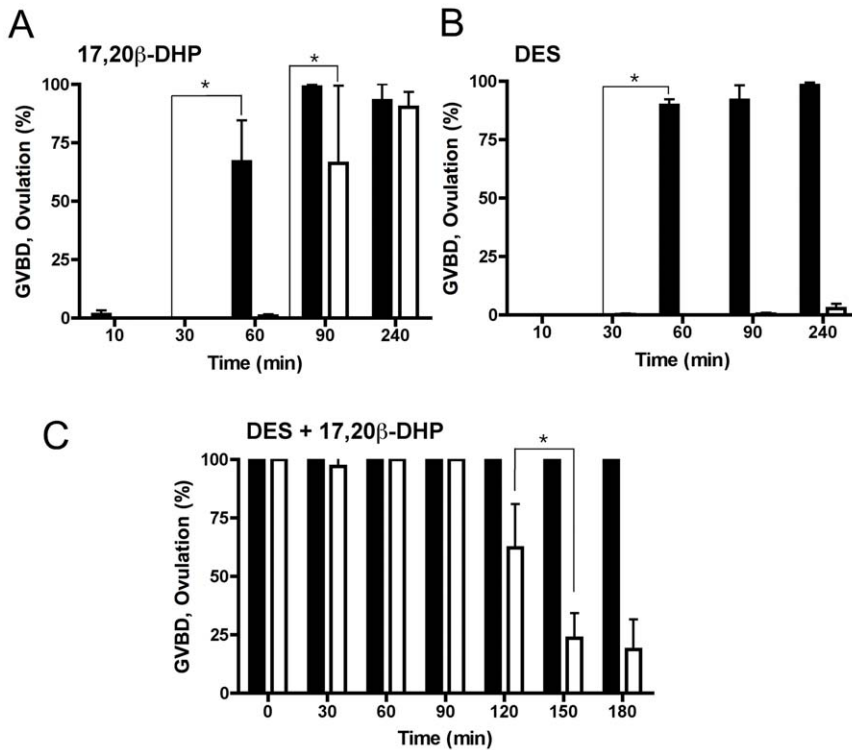 A
17,20β-DHP
*
*
GVBD, Ovulation (%)
100
75
50
25
0
10 30 60 90 240
Time (min)
B
DES
*
GVBD, Ovulation (%)
100
75
50
25
0
10 30 60 90 240
Time (min)
C
DES + 17,20β-DHP
*
GVBD, Ovulation (%)
100
75
50
25
0
0 30 60 90 120 150 180
Time (min)